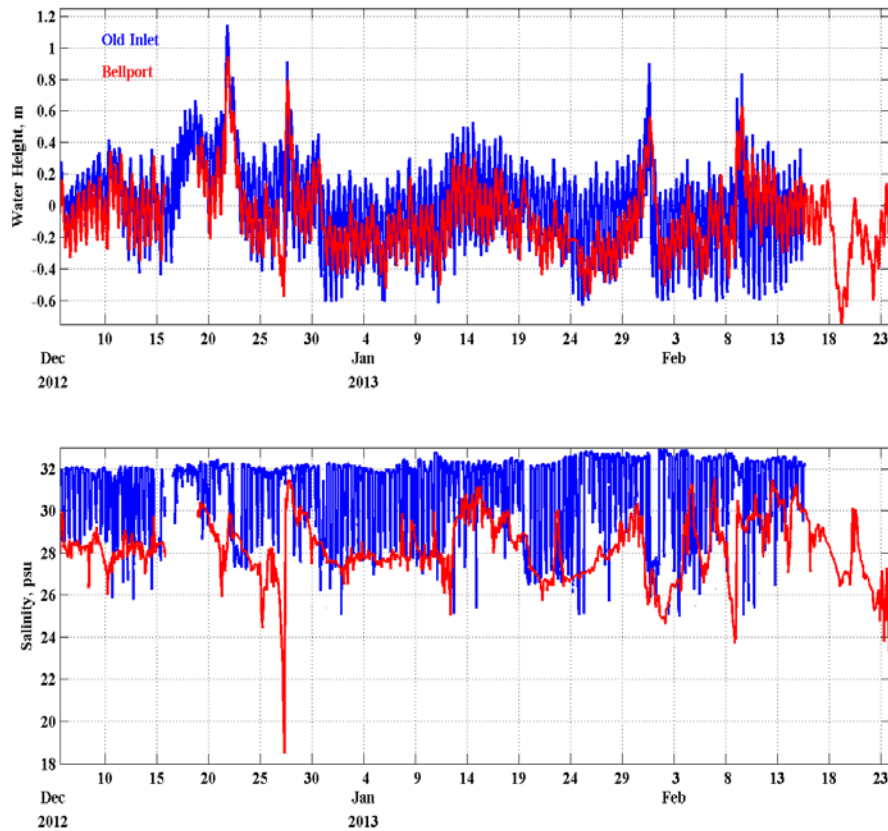 1.2
1
0.8
0.6
0.4
0.2
0
-0.2
-0.4
-0.6
Water Height, m
Old Inlet
Bellport
10 15 20 25 30 4 9 14 19 24 29 3 8 13 18 23
Dec Jan Feb
2012 2013
32
30
28
26
24
22
20
18
Salinity, psu
10 15 20 25 30 4 9 14 19 24 29 3 8 13 18 23
Dec Jan Feb
2012 2013